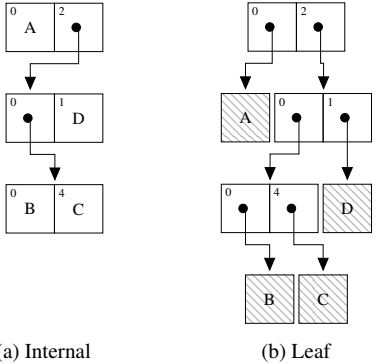 0 A 2
0 1 D
0 B 4 C
(a) Internal
0 2
A 0 1
0 4 D
B C
(b) Leaf